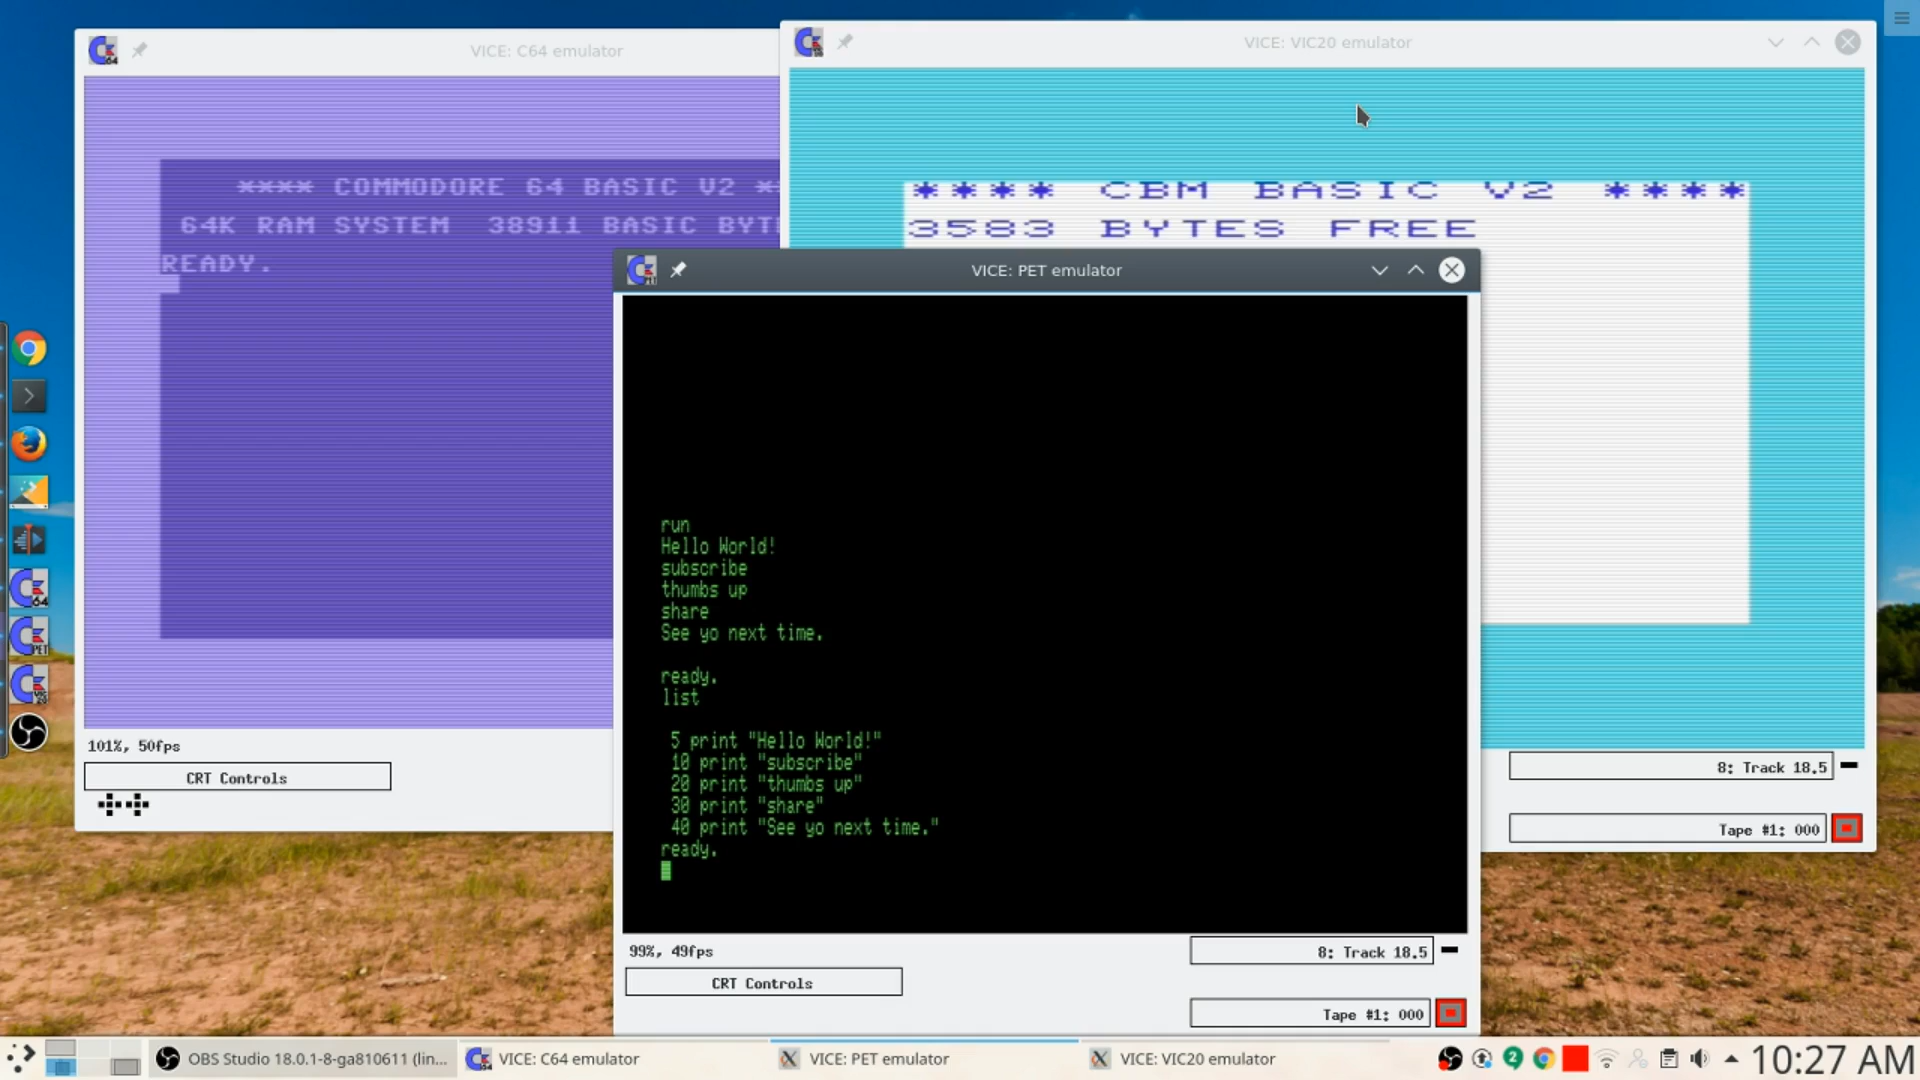 VICE: C64 emulator
**** COMMODORE 64 BASIC V2 **
64K RAM SYSTEM 38911 BASIC BYT
READY.
101%, 50fps
CRT Controls
VICE: VIC20 emulator
**** CBM BASIC V2 ****
3583 BYTES FREE
8: Track 18.5
Tape #1: 000
VICE: PET emulator
run
Hello World!
subscribe
thumbs up
share
See yo next time.
ready.
list
5 print "Hello World!"
10 print "subscribe"
20 print "thumbs up"
30 print "share"
40 print "See yo next time."
ready.
99%, 49fps
CRT Controls
8: Track 18.5
Tape #1: 000
64
PET
OBS Studio 18.0.1-8-ga810611 (lin...
VICE: C64 emulator
VICE: PET emulator
VICE: VIC20 emulator
2
10:27 AM